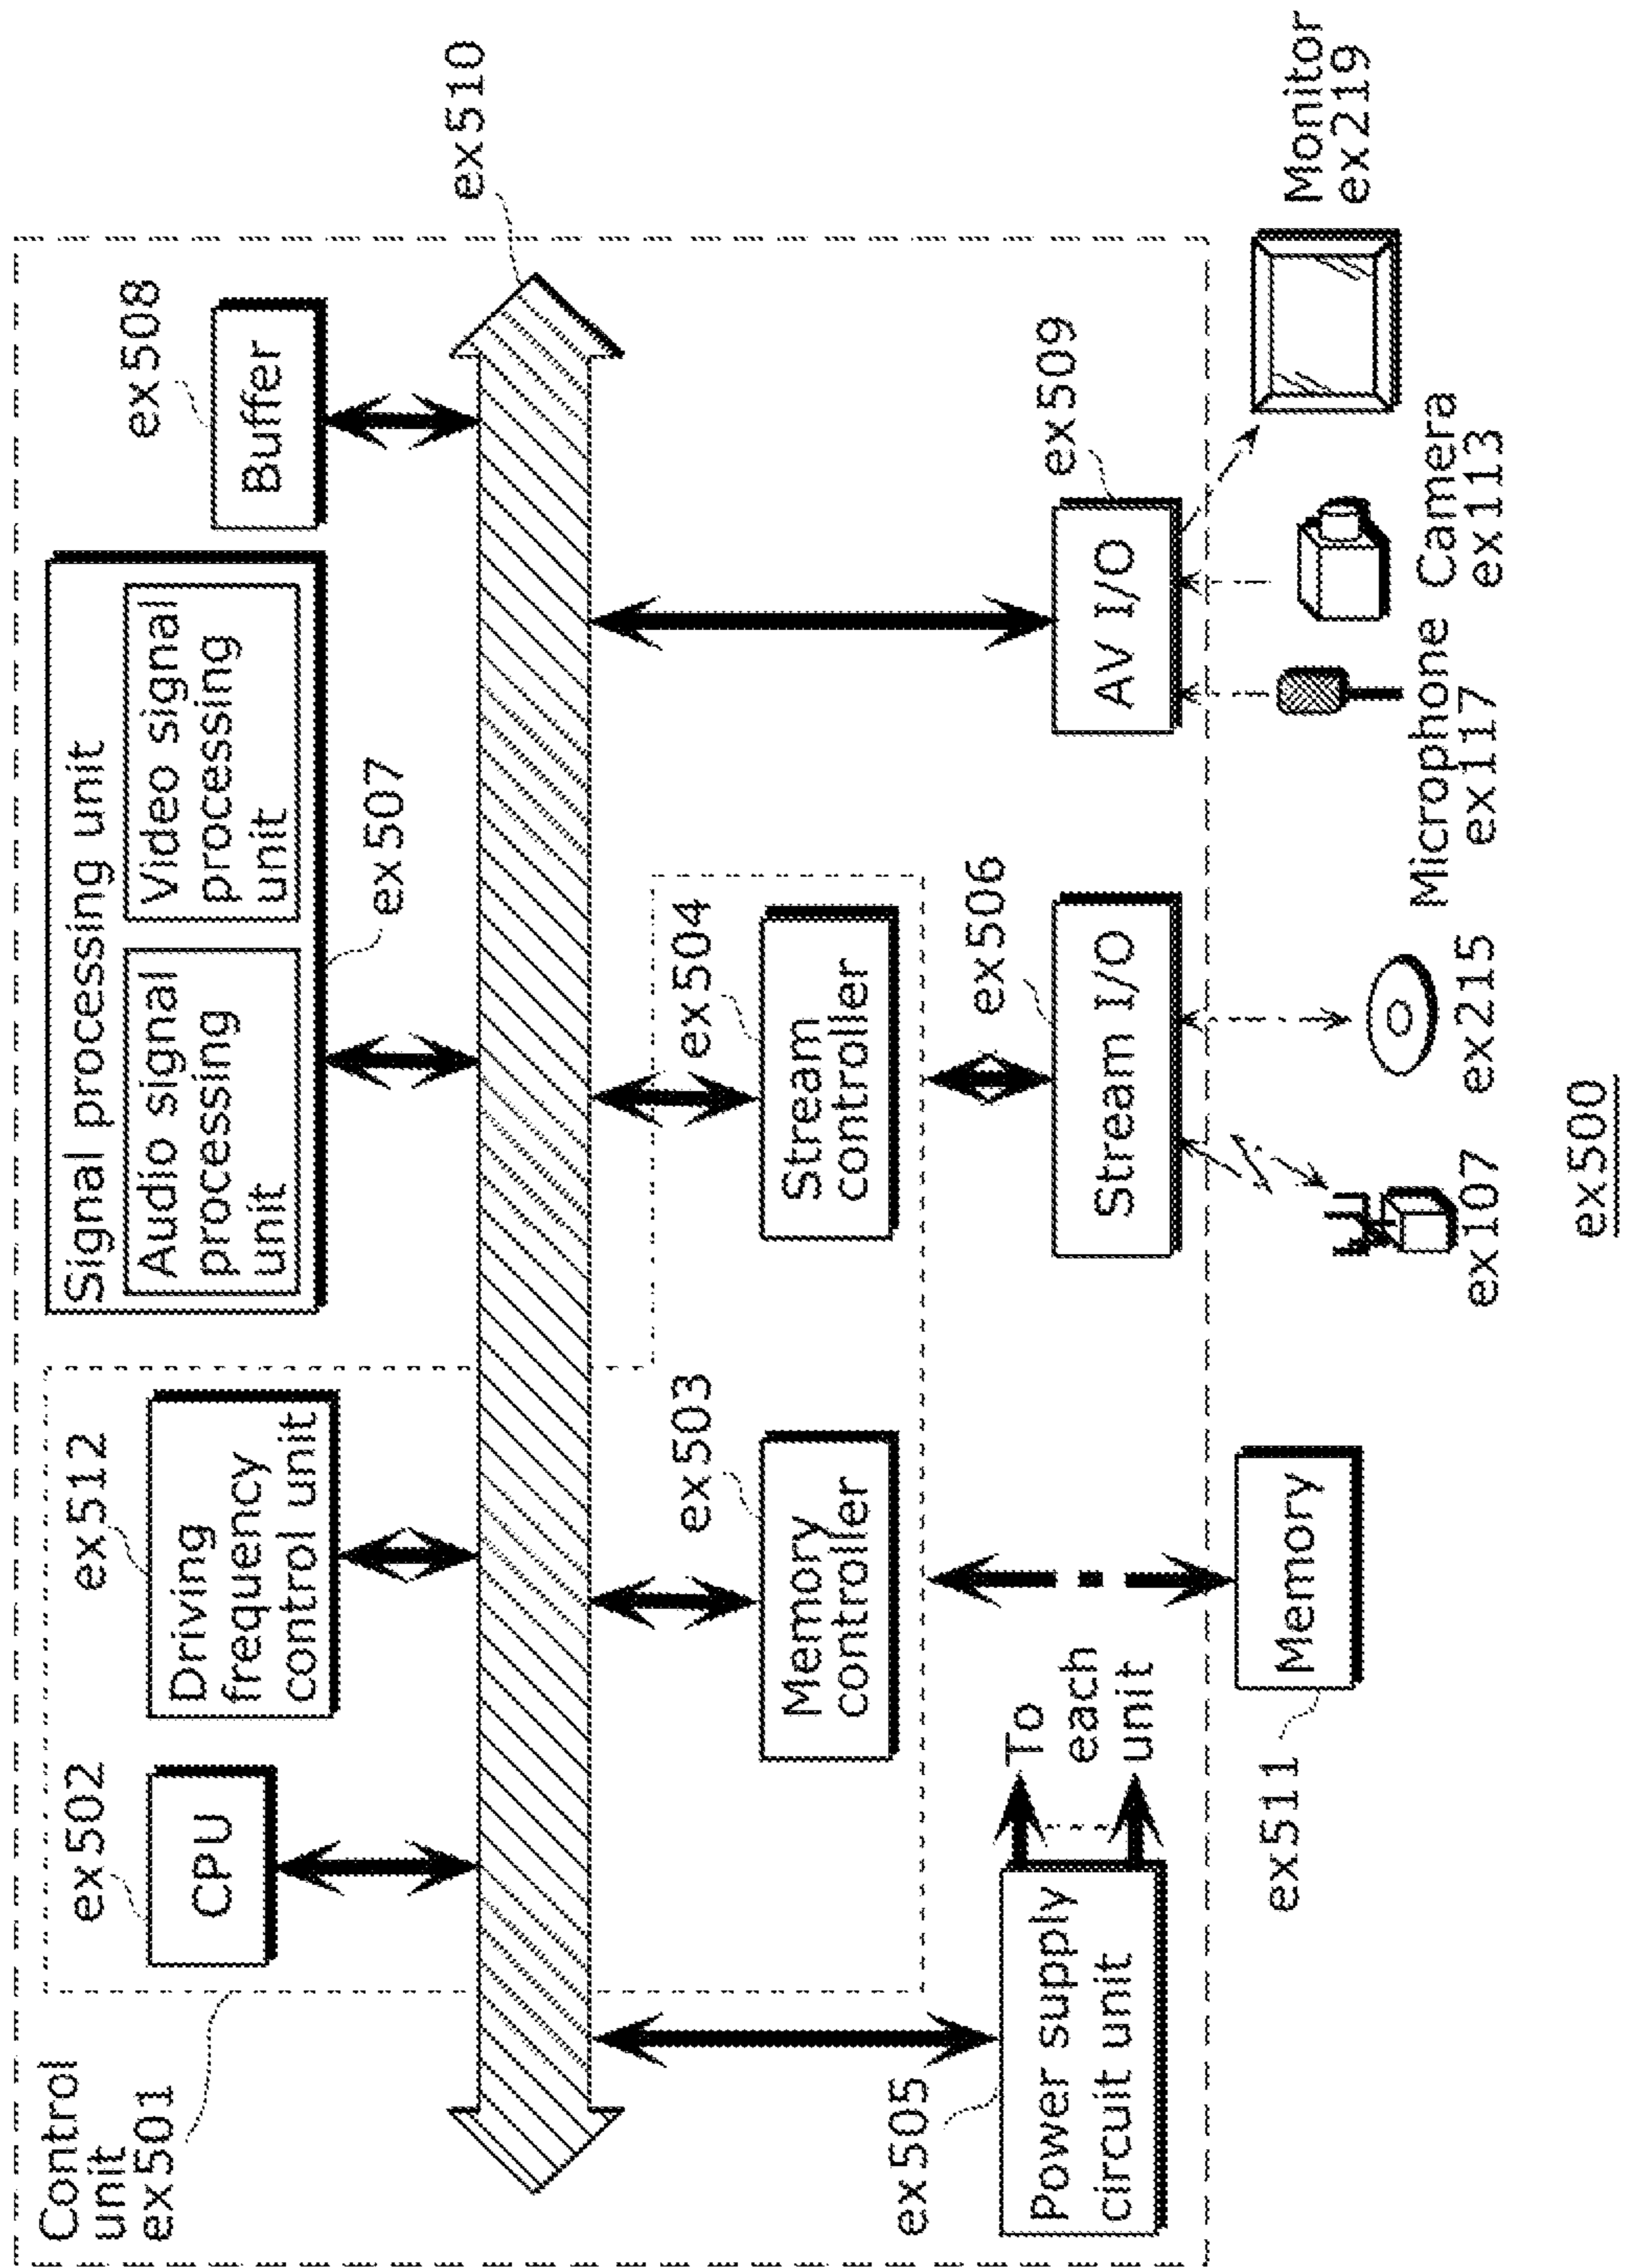 Control
unit
ex501
ex502
CPU
ex512
Driving
frequency
control unit
Signal processing unit
Audio signal
processing
unit
Video signal
processing
unit
ex507
ex508
Buffer
ex510
ex503
Memory
controller
ex504
Stream
controller
ex505
Power supply
circuit unit
To
each
unit
ex506
Stream I/O
ex509
AV I/O
ex511
Memory
ex107
ex215
Microphone
ex117
Camera
ex113
Monitor
ex219
ex500